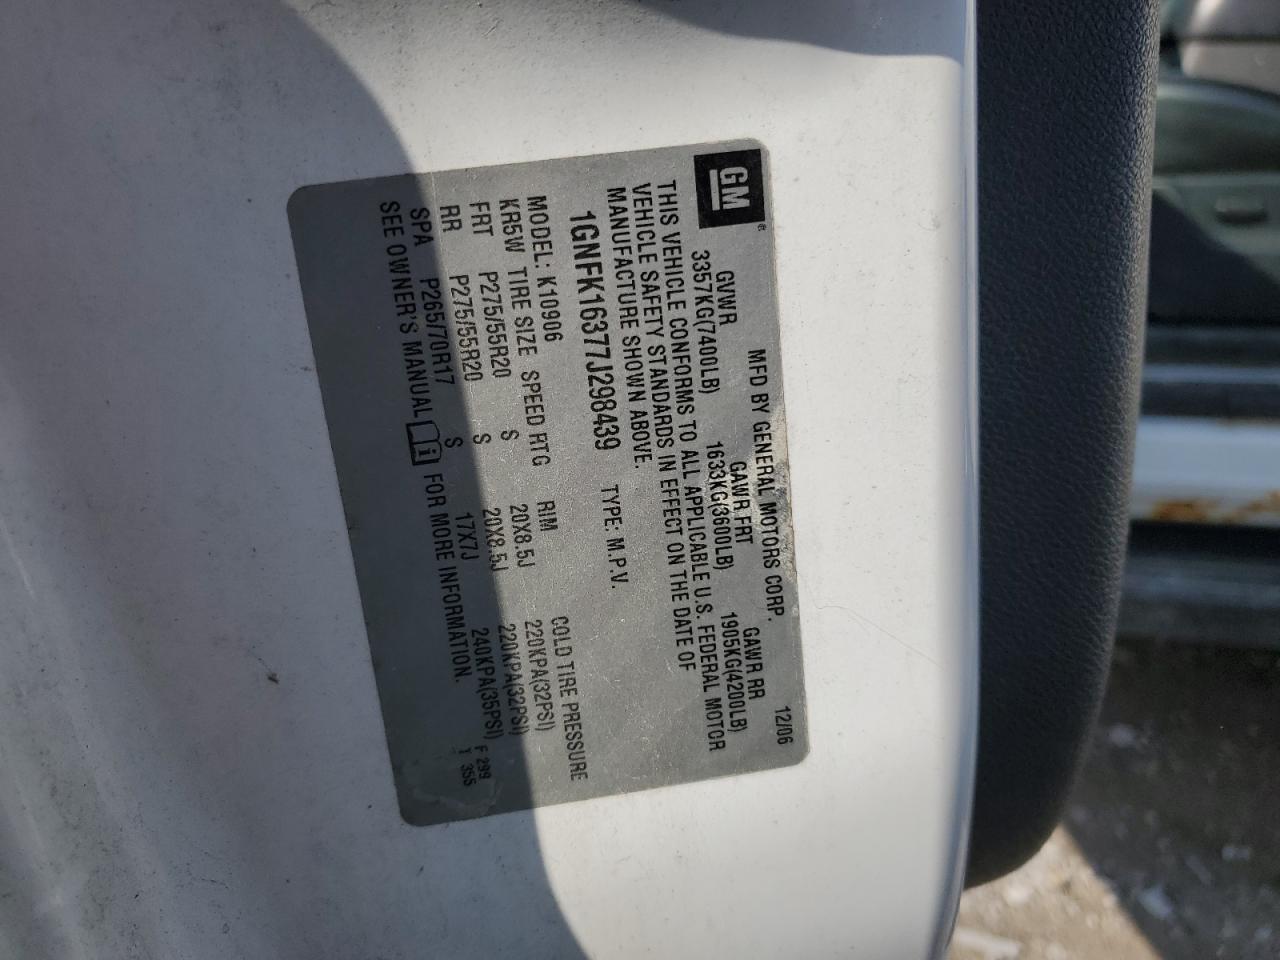 GM ® MFD BY GENERAL MOTORS CORP. 12/06
GVWR GAWR FRT GAWR RR
3357KG(7400LB) 1633KG(3600LB) 1905KG(4200LB)
THIS VEHICLE CONFORMS TO ALL APPLICABLE U.S. FEDERAL MOTOR
VEHICLE SAFETY STANDARDS IN EFFECT ON THE DATE OF
MANUFACTURE SHOWN ABOVE.
1GNFK16377J298439 TYPE: M.P.V.
MODEL: K10906
KR5W TIRE SIZE SPEED RTG RIM COLD TIRE PRESSURE
FRT P275/55R20 S 20X8.5J 220KPA(32PSI)
RR P275/55R20 S 20X8.5J 220KPA(32PSI)
SPA P265/70R17 S 17X7J 240KPA(35PSI)
SEE OWNER'S MANUAL FOR MORE INFORMATION.
F 299
Y 355